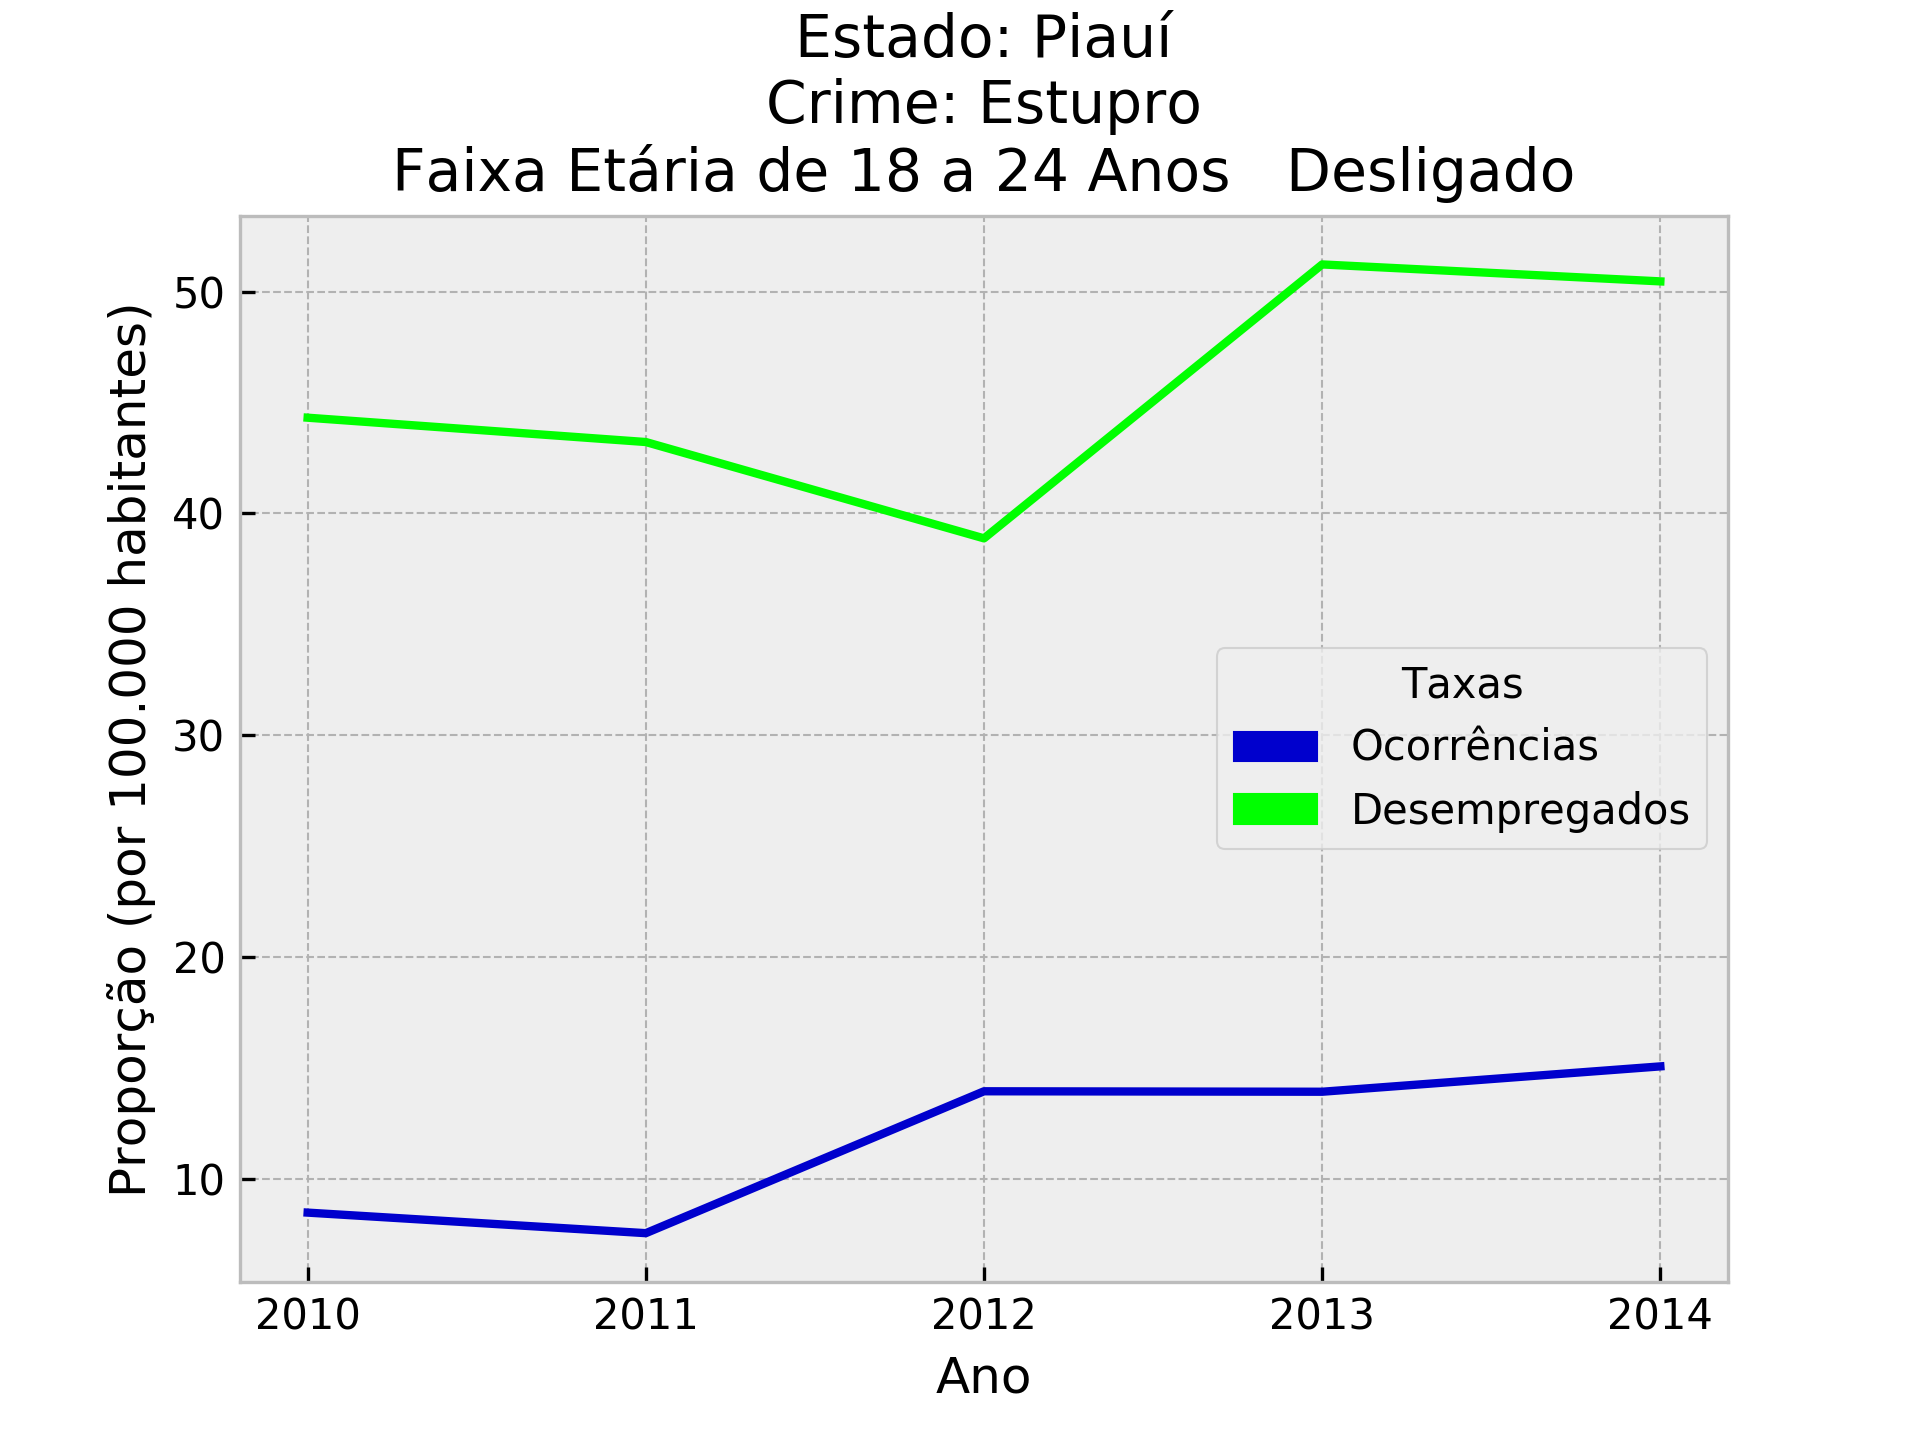 Estado: Piauí
Crime: Estupro
Faixa Etária de 18 a 24 Anos   Desligado
Proporção (por 100.000 habitantes)
50
40
30
20
10
Taxas
Ocorrências
Desempregados
2010 2011 2012 2013 2014
Ano